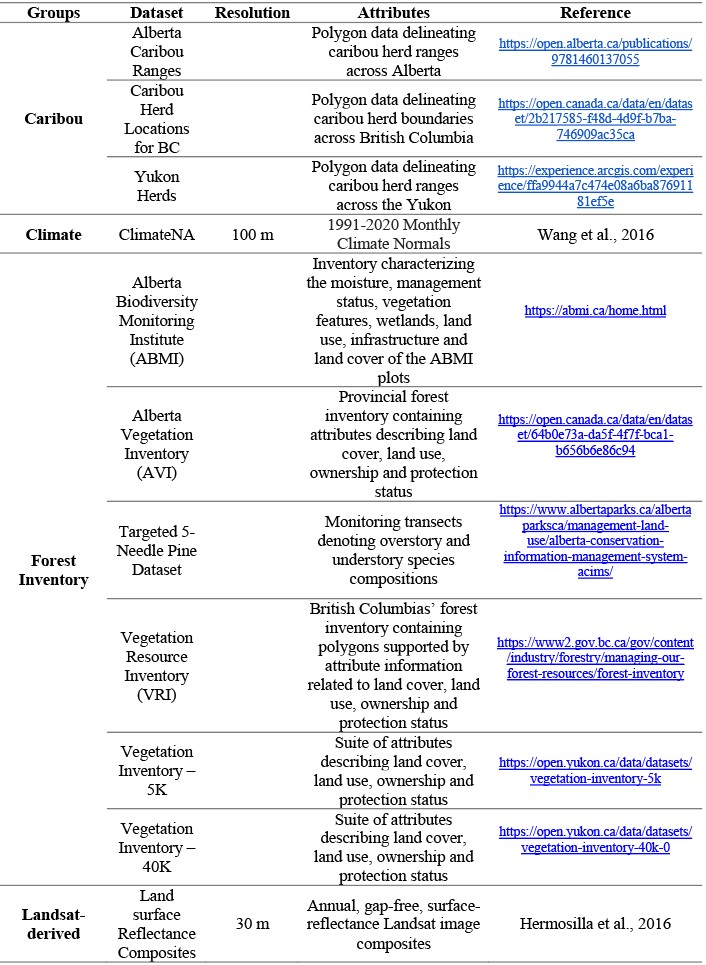 Groups Dataset Resolution Attributes Reference
Caribou
Alberta
Caribou
Ranges
Polygon data delineating
caribou herd ranges
across Alberta
https://open.alberta.ca/publications/
9781460137055
Caribou
Herd
Locations
for BC
Polygon data delineating
caribou herd boundaries
across British Columbia
https://open.canada.ca/data/en/datas
et/2b217585-f48d-4d9f-b7ba-
746909ac35ca
Yukon
Herds
Polygon data delineating
caribou herd ranges
across the Yukon
https://experience.arcgis.com/experi
ence/ffa9944a7c474e08a6ba876911
81ef5e
Climate
ClimateNA
100 m
1991-2020 Monthly
Climate Normals
Wang et al., 2016
Forest
Inventory
Alberta
Biodiversity
Monitoring
Institute
(ABMI)
Inventory characterizing
the moisture, management
status, vegetation
features, wetlands, land
use, infrastructure and
land cover of the ABMI
plots
https://abmi.ca/home.html
Alberta
Vegetation
Inventory
(AVI)
Provincial forest
inventory containing
attributes describing land
cover, land use,
ownership and protection
status
https://open.canada.ca/data/en/datas
et/64b0e73a-da5f-4f7f-bca1-
b656b6e86c94
Targeted 5-
Needle Pine
Dataset
Monitoring transects
denoting overstory and
understory species
compositions
https://www.albertaparks.ca/alberta
parksca/management-land-
use/alberta-conservation-
information-management-system-
acims/
Vegetation
Resource
Inventory
(VRI)
British Columbias’ forest
inventory containing
polygons supported by
attribute information
related to land cover, land
use, ownership and
protection status
https://www2.gov.bc.ca/gov/content
/industry/forestry/managing-our-
forest-resources/forest-inventory
Vegetation
Inventory –
5K
Suite of attributes
describing land cover,
land use, ownership and
protection status
https://open.yukon.ca/data/datasets/
vegetation-inventory-5k
Vegetation
Inventory –
40K
Suite of attributes
describing land cover,
land use, ownership and
protection status
https://open.yukon.ca/data/datasets/
vegetation-inventory-40k-0
Landsat-
derived
Land
surface
Reflectance
Composites
30 m
Annual, gap-free, surface-
reflectance Landsat image
composites
Hermosilla et al., 2016